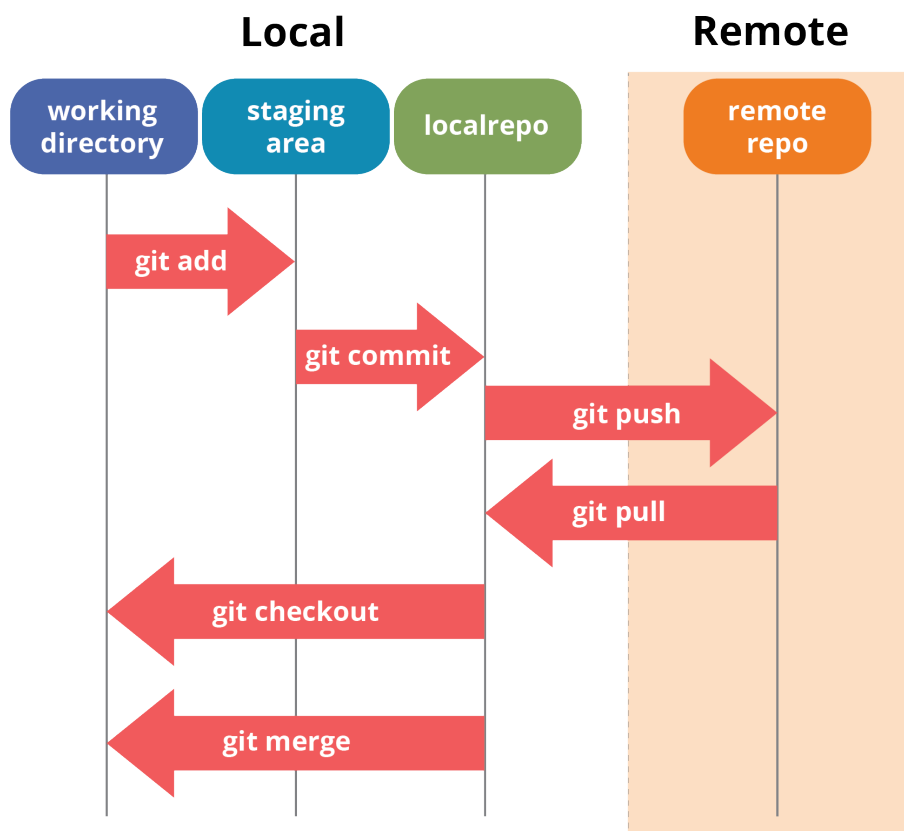 Local
Remote
working
directory
staging
area
localrepo
remote
repo
git add
git commit
git push
git pull
git checkout
git merge